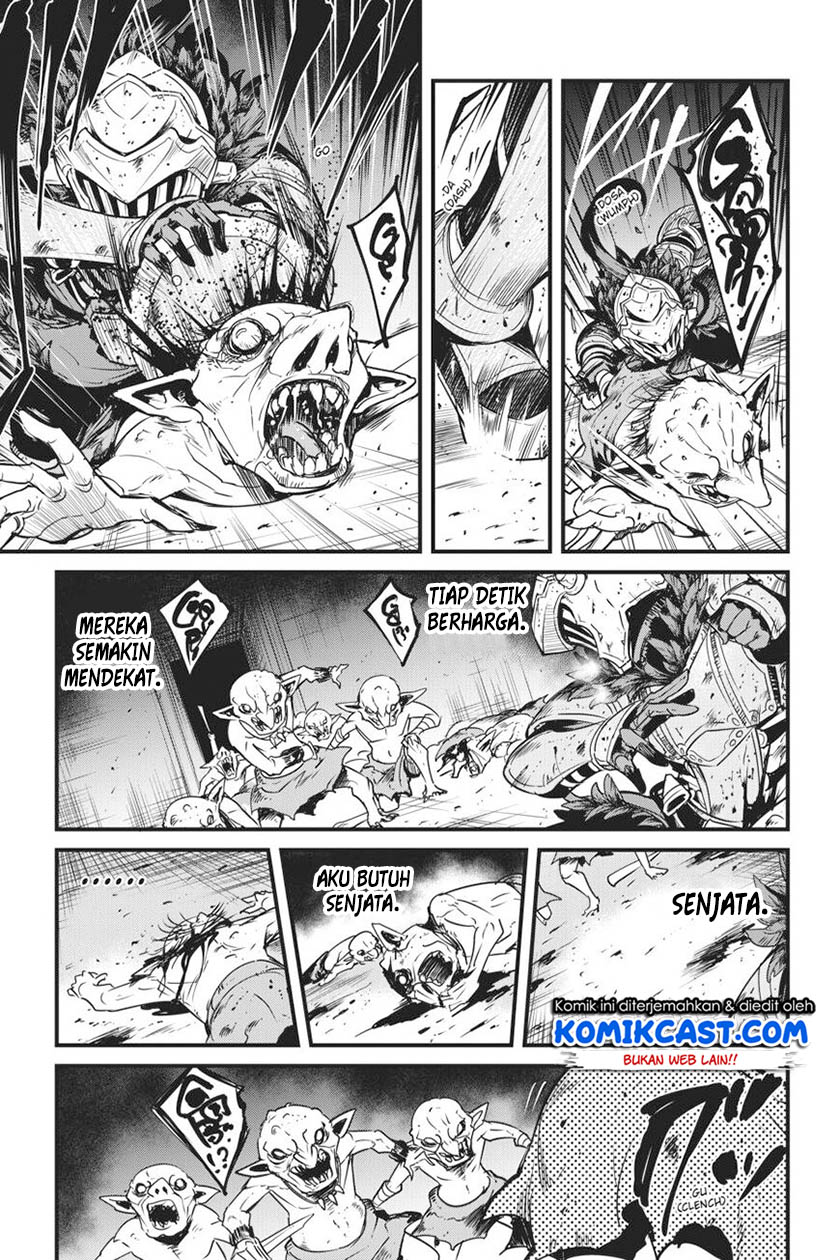 DOSA
(WUMPH)
-DA
(DASH)
GO
TIAP DETIK
BERHARGA.
MEREKA
SEMAKIN
MENDEKAT.
SENJATA.
AKU BUTUH
SENJATA.
......
Komik ini diterjemahkan & diedit oleh
KOMIKCAST.COM
BUKAN WEB LAIN!!
GU
(CLENCH)